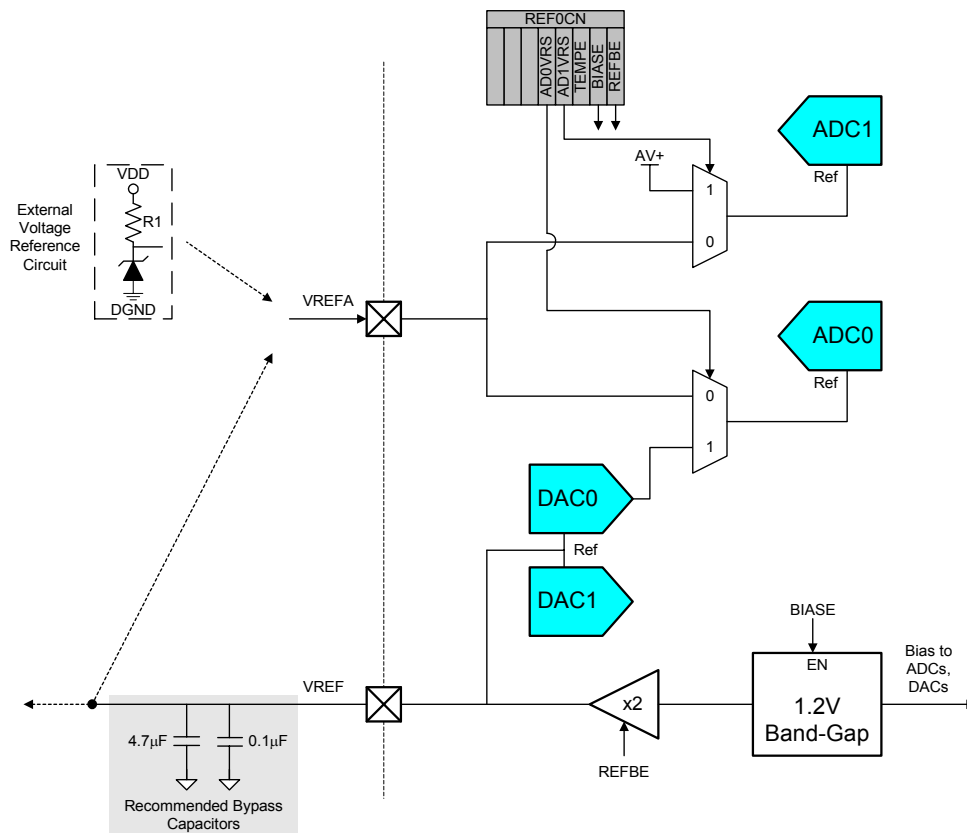 REF0CN
AD0VRS
AD1VRS
TEMPE
BIASE
REFBE
ADC1
Ref
AV+
1
0
VDD
R1
DGND
External
Voltage
Reference
Circuit
VREFA
ADC0
Ref
0
1
DAC0
Ref
DAC1
BIASE
EN
1.2V
Band-Gap
Bias to
ADCs,
DACs
x2
REFBE
VREF
4.7µF
0.1µF
Recommended Bypass
Capacitors